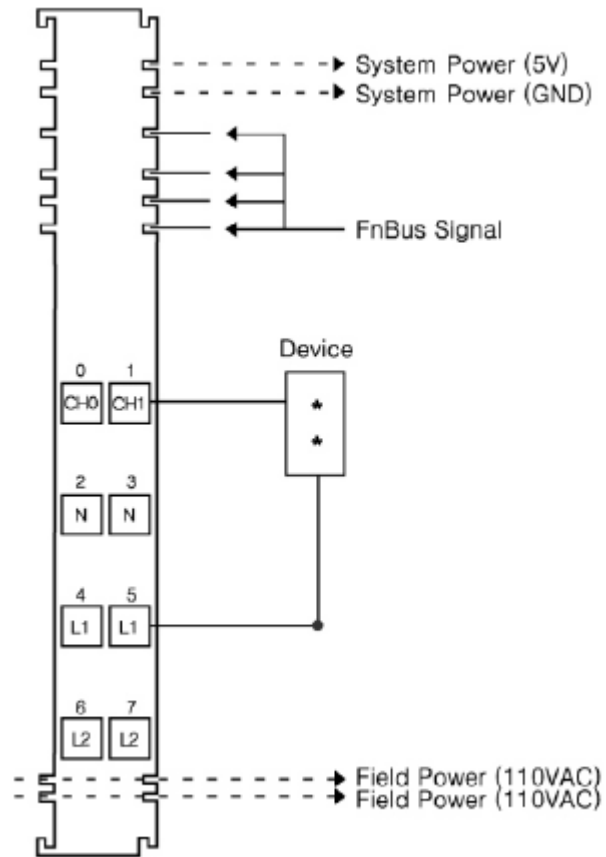 System Power (5V)
System Power (GND)
FnBus Signal
Device
0 1
CH0 CH1
*
*
2 3
N N
4 5
L1 L1
6 7
L2 L2
Field Power (110VAC)
Field Power (110VAC)